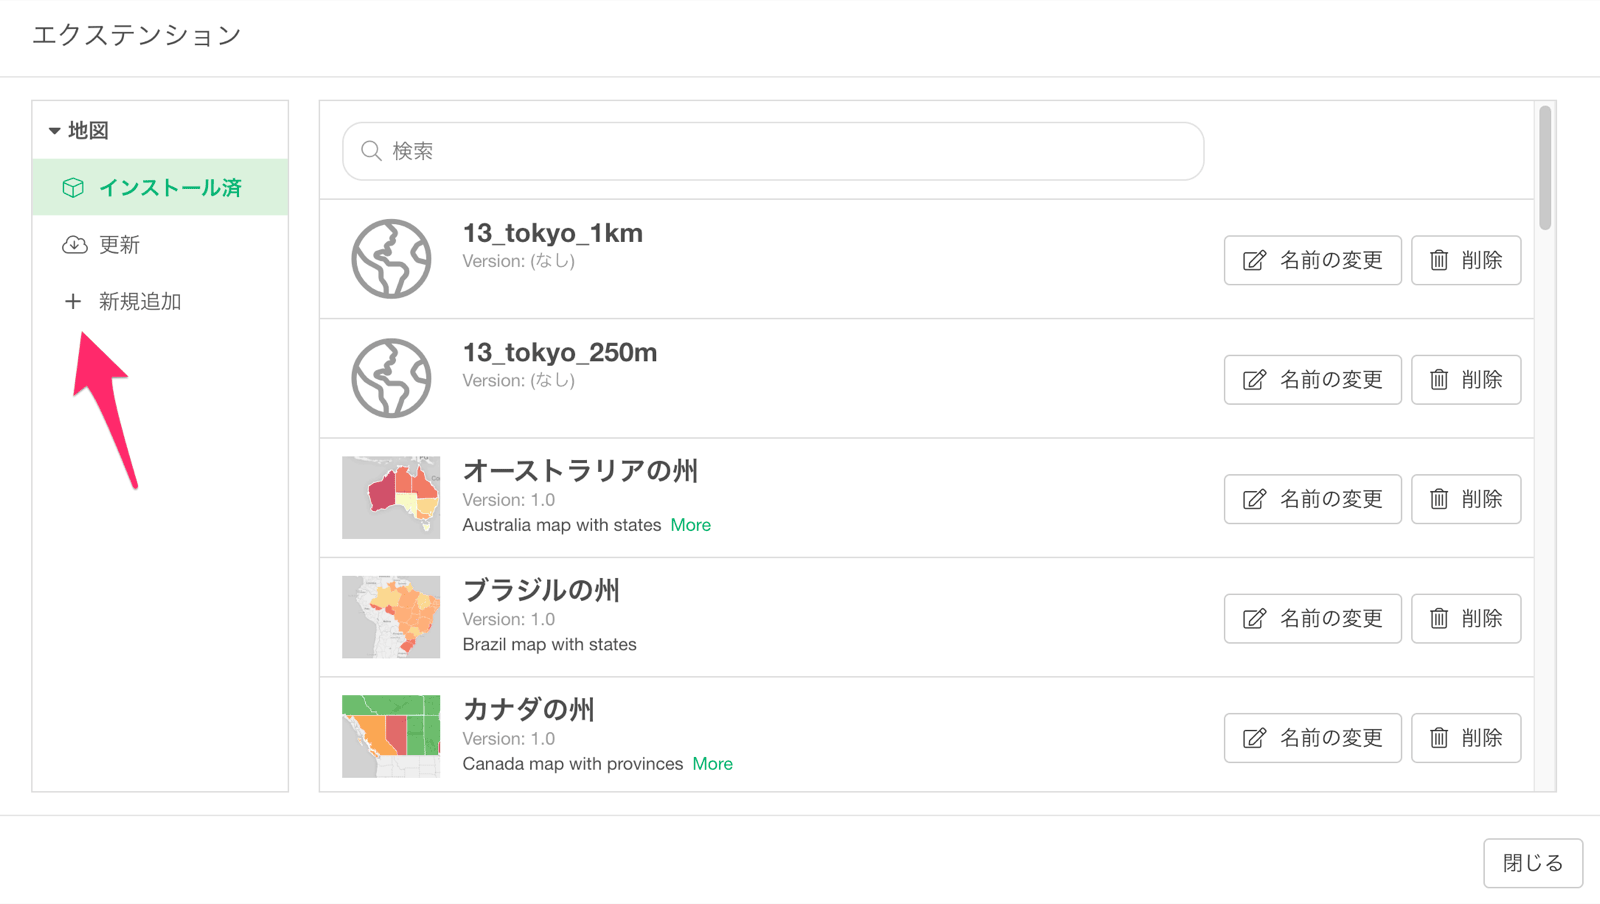 エクステンション
地図
インストール済
更新
新規追加
検索
13_tokyo_1km
Version: (なし)
名前の変更
削除
13_tokyo_250m
Version: (なし)
名前の変更
削除
オーストラリアの州
Version: 1.0
Australia map with states More
名前の変更
削除
ブラジルの州
Version: 1.0
Brazil map with states
名前の変更
削除
カナダの州
Version: 1.0
Canada map with provinces More
名前の変更
削除
閉じる